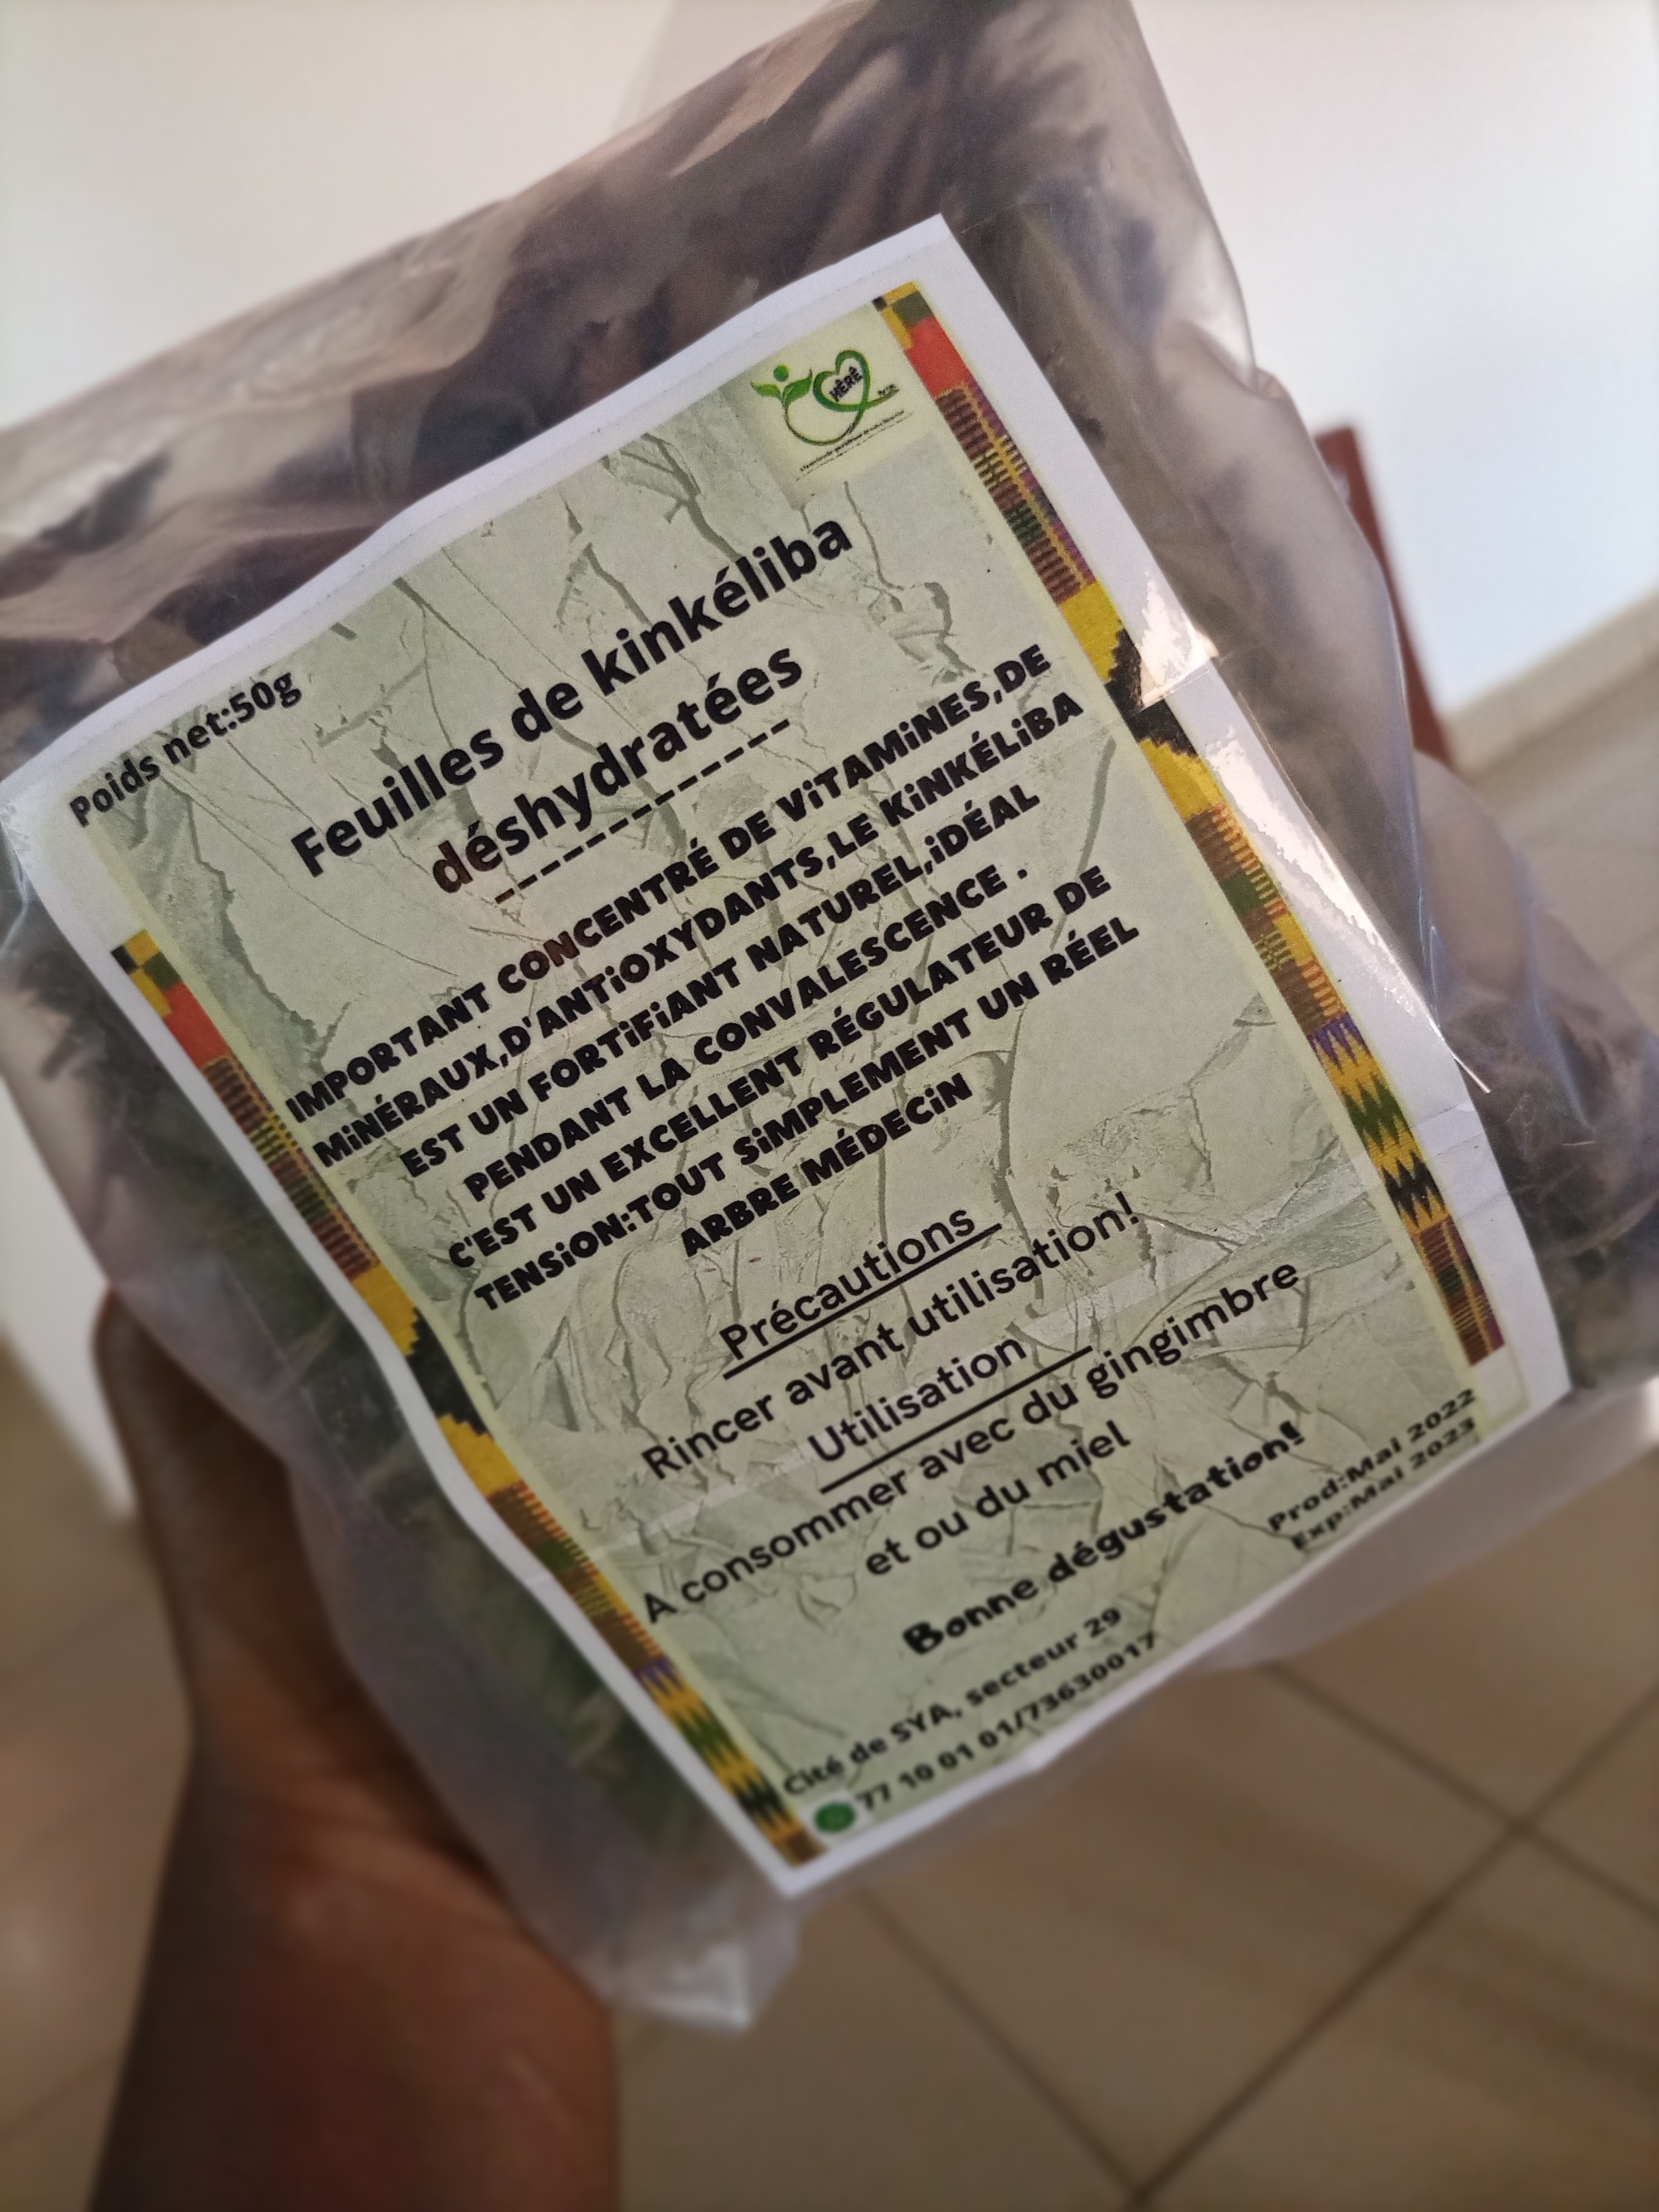 HÈRÈ
Poids net:50g
Feuilles de kinkéliba
déshydratées
---------------
IMPORTANT CONCENTRÉ DE VITAMINES,DE
MINÉRAUX,D'ANTIOXYDANTS,LE KINKÉLIBA
EST UN FORTIFIANT NATUREL,IDÉAL
PENDANT LA CONVALESCENCE .
C'EST UN EXCELLENT RÉGULATEUR DE
TENSION:TOUT SIMPLEMENT UN RÉEL
ARBRE MÉDECIN
Précautions
Rincer avant utilisation!
Utilisation
A consommer avec du gingimbre
et ou du miel
Bonne dégustation!
Prod:Mai 2022
Exp:Mai 2023
Cité de SYA, secteur 29
77 10 01 01/73630017